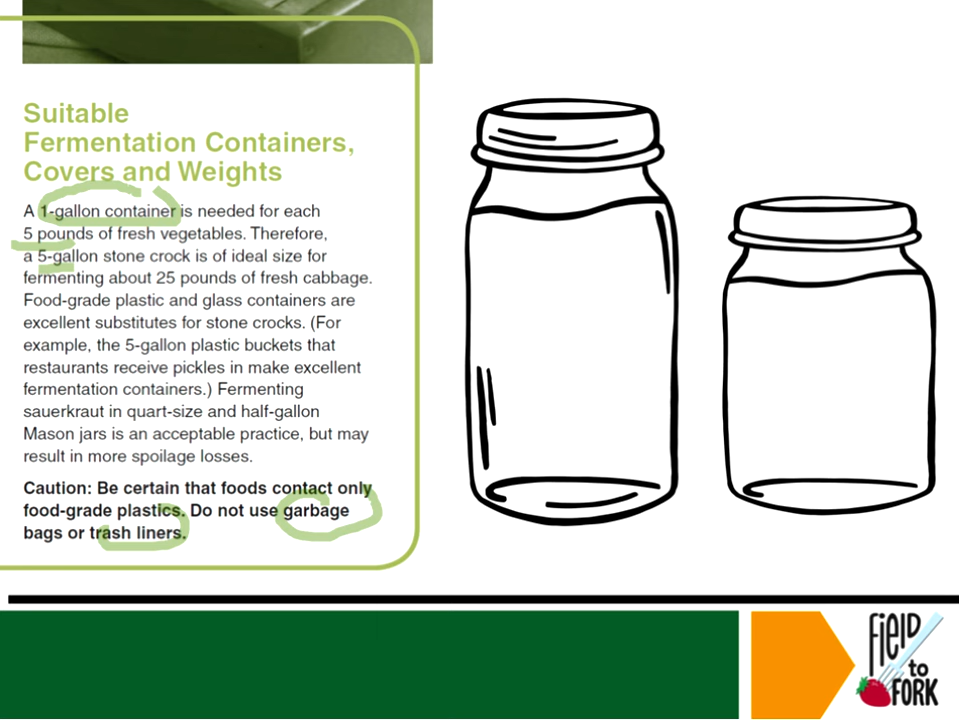 Suitable
Fermentation Containers,
Covers and Weights
A 1-gallon container is needed for each
5 pounds of fresh vegetables. Therefore,
a 5-gallon stone crock is of ideal size for
fermenting about 25 pounds of fresh cabbage.
Food-grade plastic and glass containers are
excellent substitutes for stone crocks. (For
example, the 5-gallon plastic buckets that
restaurants receive pickles in make excellent
fermentation containers.) Fermenting
sauerkraut in quart-size and half-gallon
Mason jars is an acceptable practice, but may
result in more spoilage losses.
Caution: Be certain that foods contact only
food-grade plastics. Do not use garbage
bags or trash liners.
FIELD
to
FORK